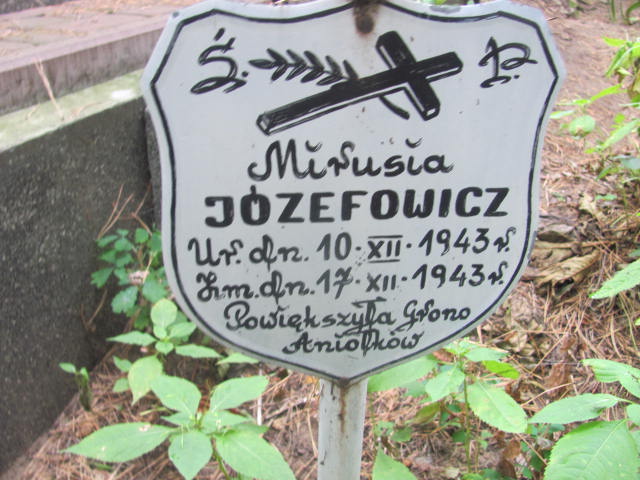 Ś. P.
Mirusia
JÓZEFOWICZ
Ur. dn. 10·XII·1943 r.
Zm. dn. 17·XII·1943 r.
Powiększyła Grono
Aniołków